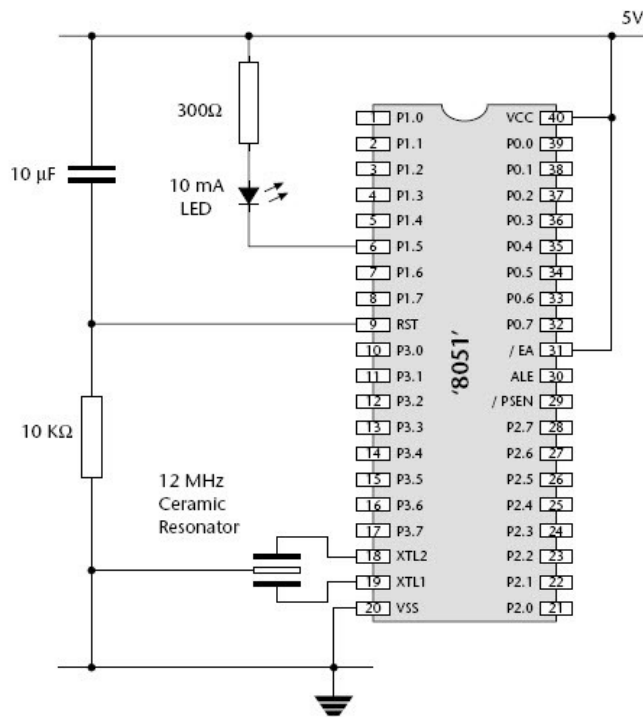 5V
300Ω
10 µF
10 mA
LED
10 KΩ
12 MHz
Ceramic
Resonator
'8051'
1 P1.0
2 P1.1
3 P1.2
4 P1.3
5 P1.4
6 P1.5
7 P1.6
8 P1.7
9 RST
10 P3.0
11 P3.1
12 P3.2
13 P3.3
14 P3.4
15 P3.5
16 P3.6
17 P3.7
18 XTL2
19 XTL1
20 VSS
VCC 40
P0.0 39
P0.1 38
P0.2 37
P0.3 36
P0.4 35
P0.5 34
P0.6 33
P0.7 32
/ EA 31
ALE 30
/ PSEN 29
P2.7 28
P2.6 27
P2.5 26
P2.4 25
P2.3 24
P2.2 23
P2.1 22
P2.0 21